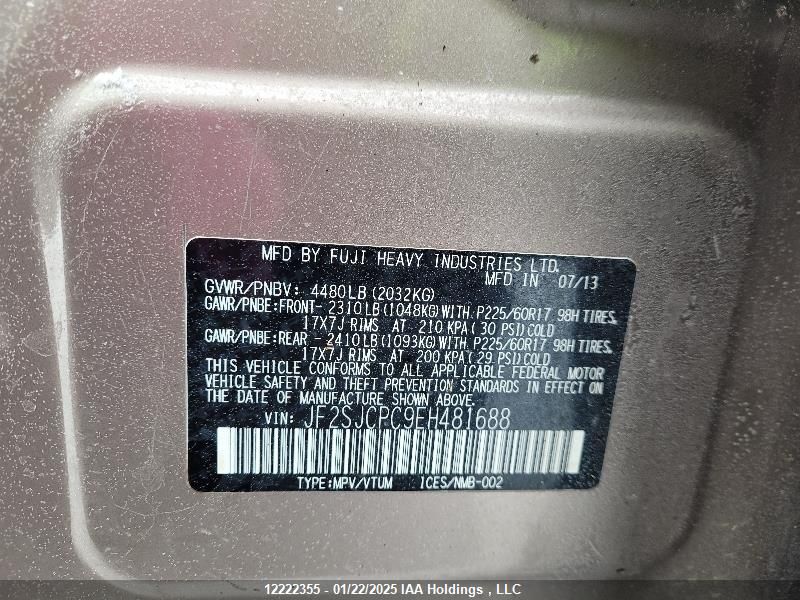 MFD BY FUJI HEAVY INDUSTRIES LTD.
MFD IN 07/13
GVWR/PNBV: 4480LB(2032KG)
GAWR/PNBE:FRONT- 2310LB(1048KG)WITH P225/60R17 98H TIRES,
17X7J RIMS AT 210 KPA(30 PSI)COLD
GAWR/PNBE:REAR - 2410LB(1093KG)WITH P225/60R17 98H TIRES,
17X7J RIMS AT 200 KPA(29 PSI)COLD
THIS VEHICLE CONFORMS TO ALL APPLICABLE FEDERAL MOTOR
VEHICLE SAFETY AND THEFT PREVENTION STANDARDS IN EFFECT ON
THE DATE OF MANUFACTURE SHOWN ABOVE.
VIN: JF2SJCPC9EH481688
TYPE:MPV/VTUM ICES/NMB-002
12222355 - 01/22/2025 IAA Holdings , LLC